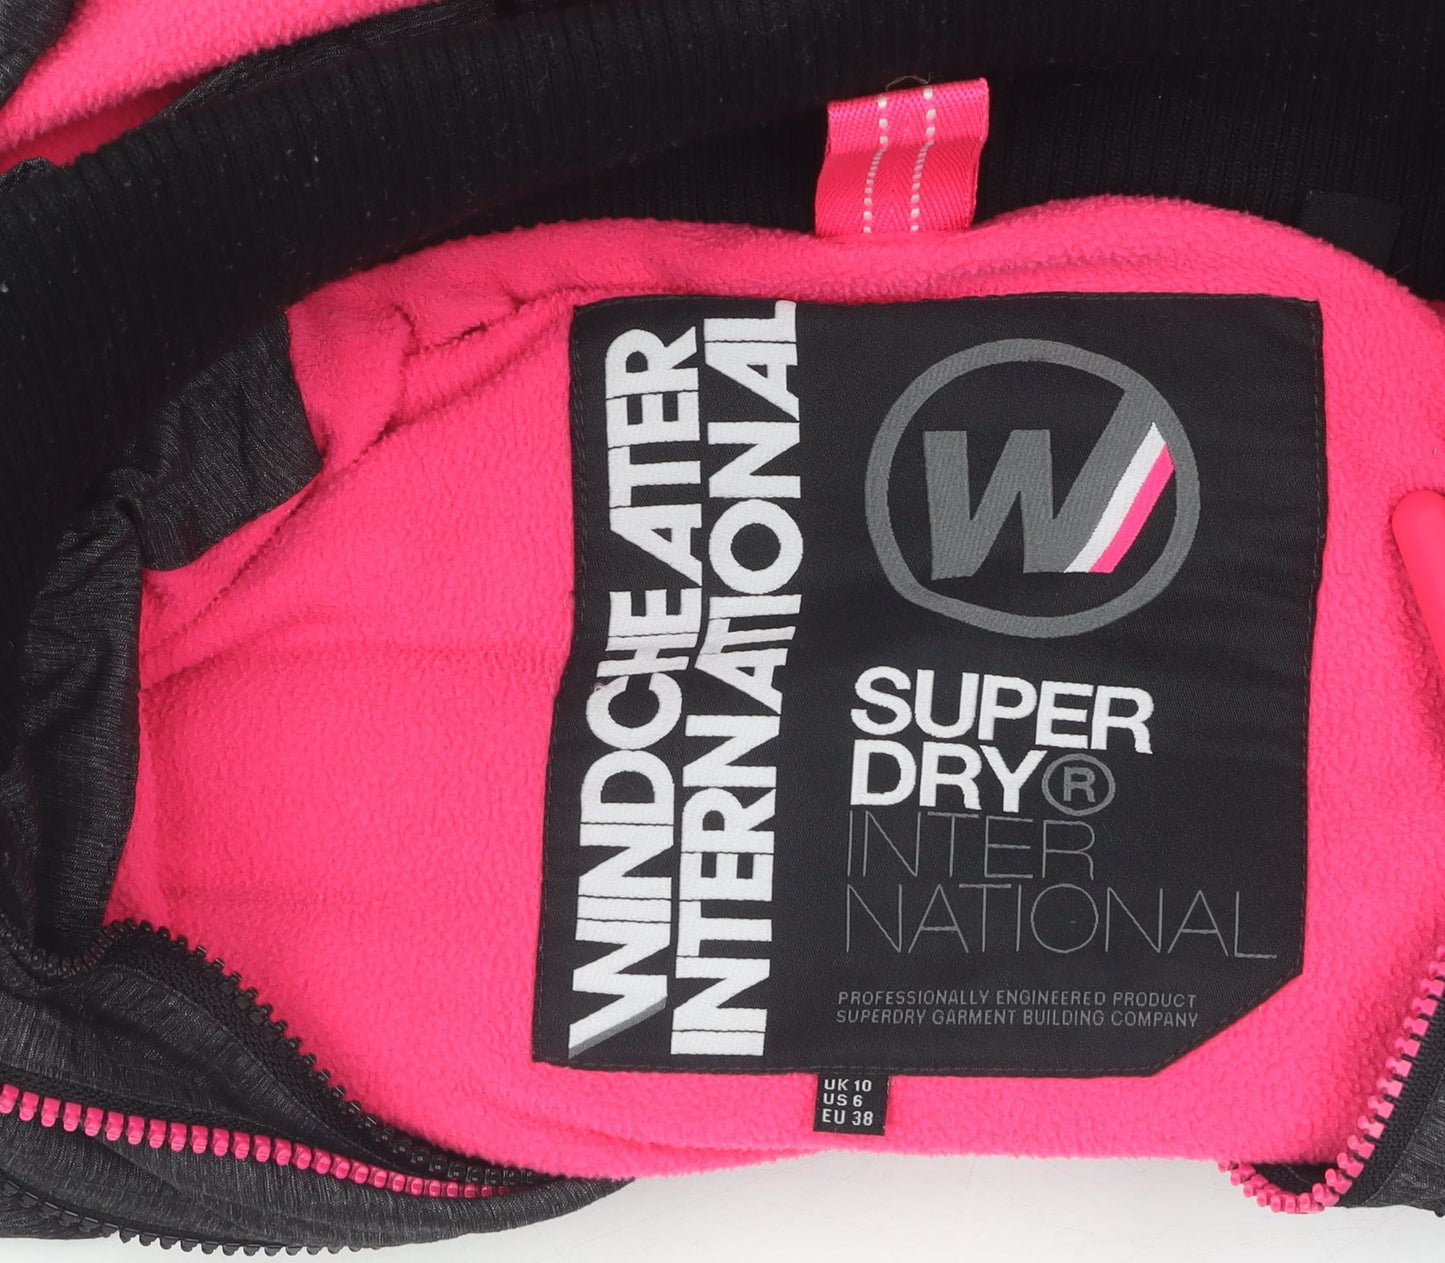 WINDCHEATER
INTERNATIONAL
W
SUPER
DRY®
INTER
NATIONAL
PROFESSIONALLY ENGINEERED PRODUCT
SUPERDRY GARMENT BUILDING COMPANY
UK 10
US 6
EU 38